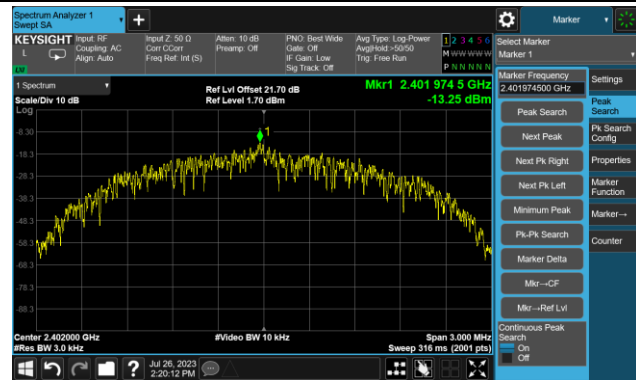 Spectrum Analyzer 1
Swept SA
+
Marker
KEYSIGHT
L
Input: RF
Coupling: AC
Align: Auto
Input Z: 50 Ω
Corr CCorr
Freq Ref: Int (S)
Atten: 10 dB
Preamp: Off
PNO: Best Wide
Gate: Off
IF Gain: Low
Sig Track: Off
Avg Type: Log-Power
Avg|Hold:>50/50
Trig: Free Run
1 2 3 4 5 6
M W W W W W
P N N N N N
Select Marker
Marker 1
1 Spectrum
Scale/Div 10 dB
Log
Ref Lvl Offset 21.70 dB
Ref Level 1.70 dBm
Mkr1 2.401 974 5 GHz
-13.25 dBm
1
-8.30
-18.3
-28.3
-38.3
-48.3
-58.3
-68.3
-78.3
-88.3
Center 2.402000 GHz
#Res BW 3.0 kHz
#Video BW 10 kHz
Span 3.000 MHz
Sweep 316 ms (2001 pts)
Marker Frequency
2.401974500 GHz
Peak Search
Next Peak
Next Pk Right
Next Pk Left
Minimum Peak
Pk-Pk Search
Marker Delta
Mkr→CF
Mkr→Ref Lvl
Continuous Peak
Search
On
Off
Settings
Peak
Search
Pk Search
Config
Properties
Marker
Function
Marker→
Counter
?
Jul 26, 2023
2:20:12 PM